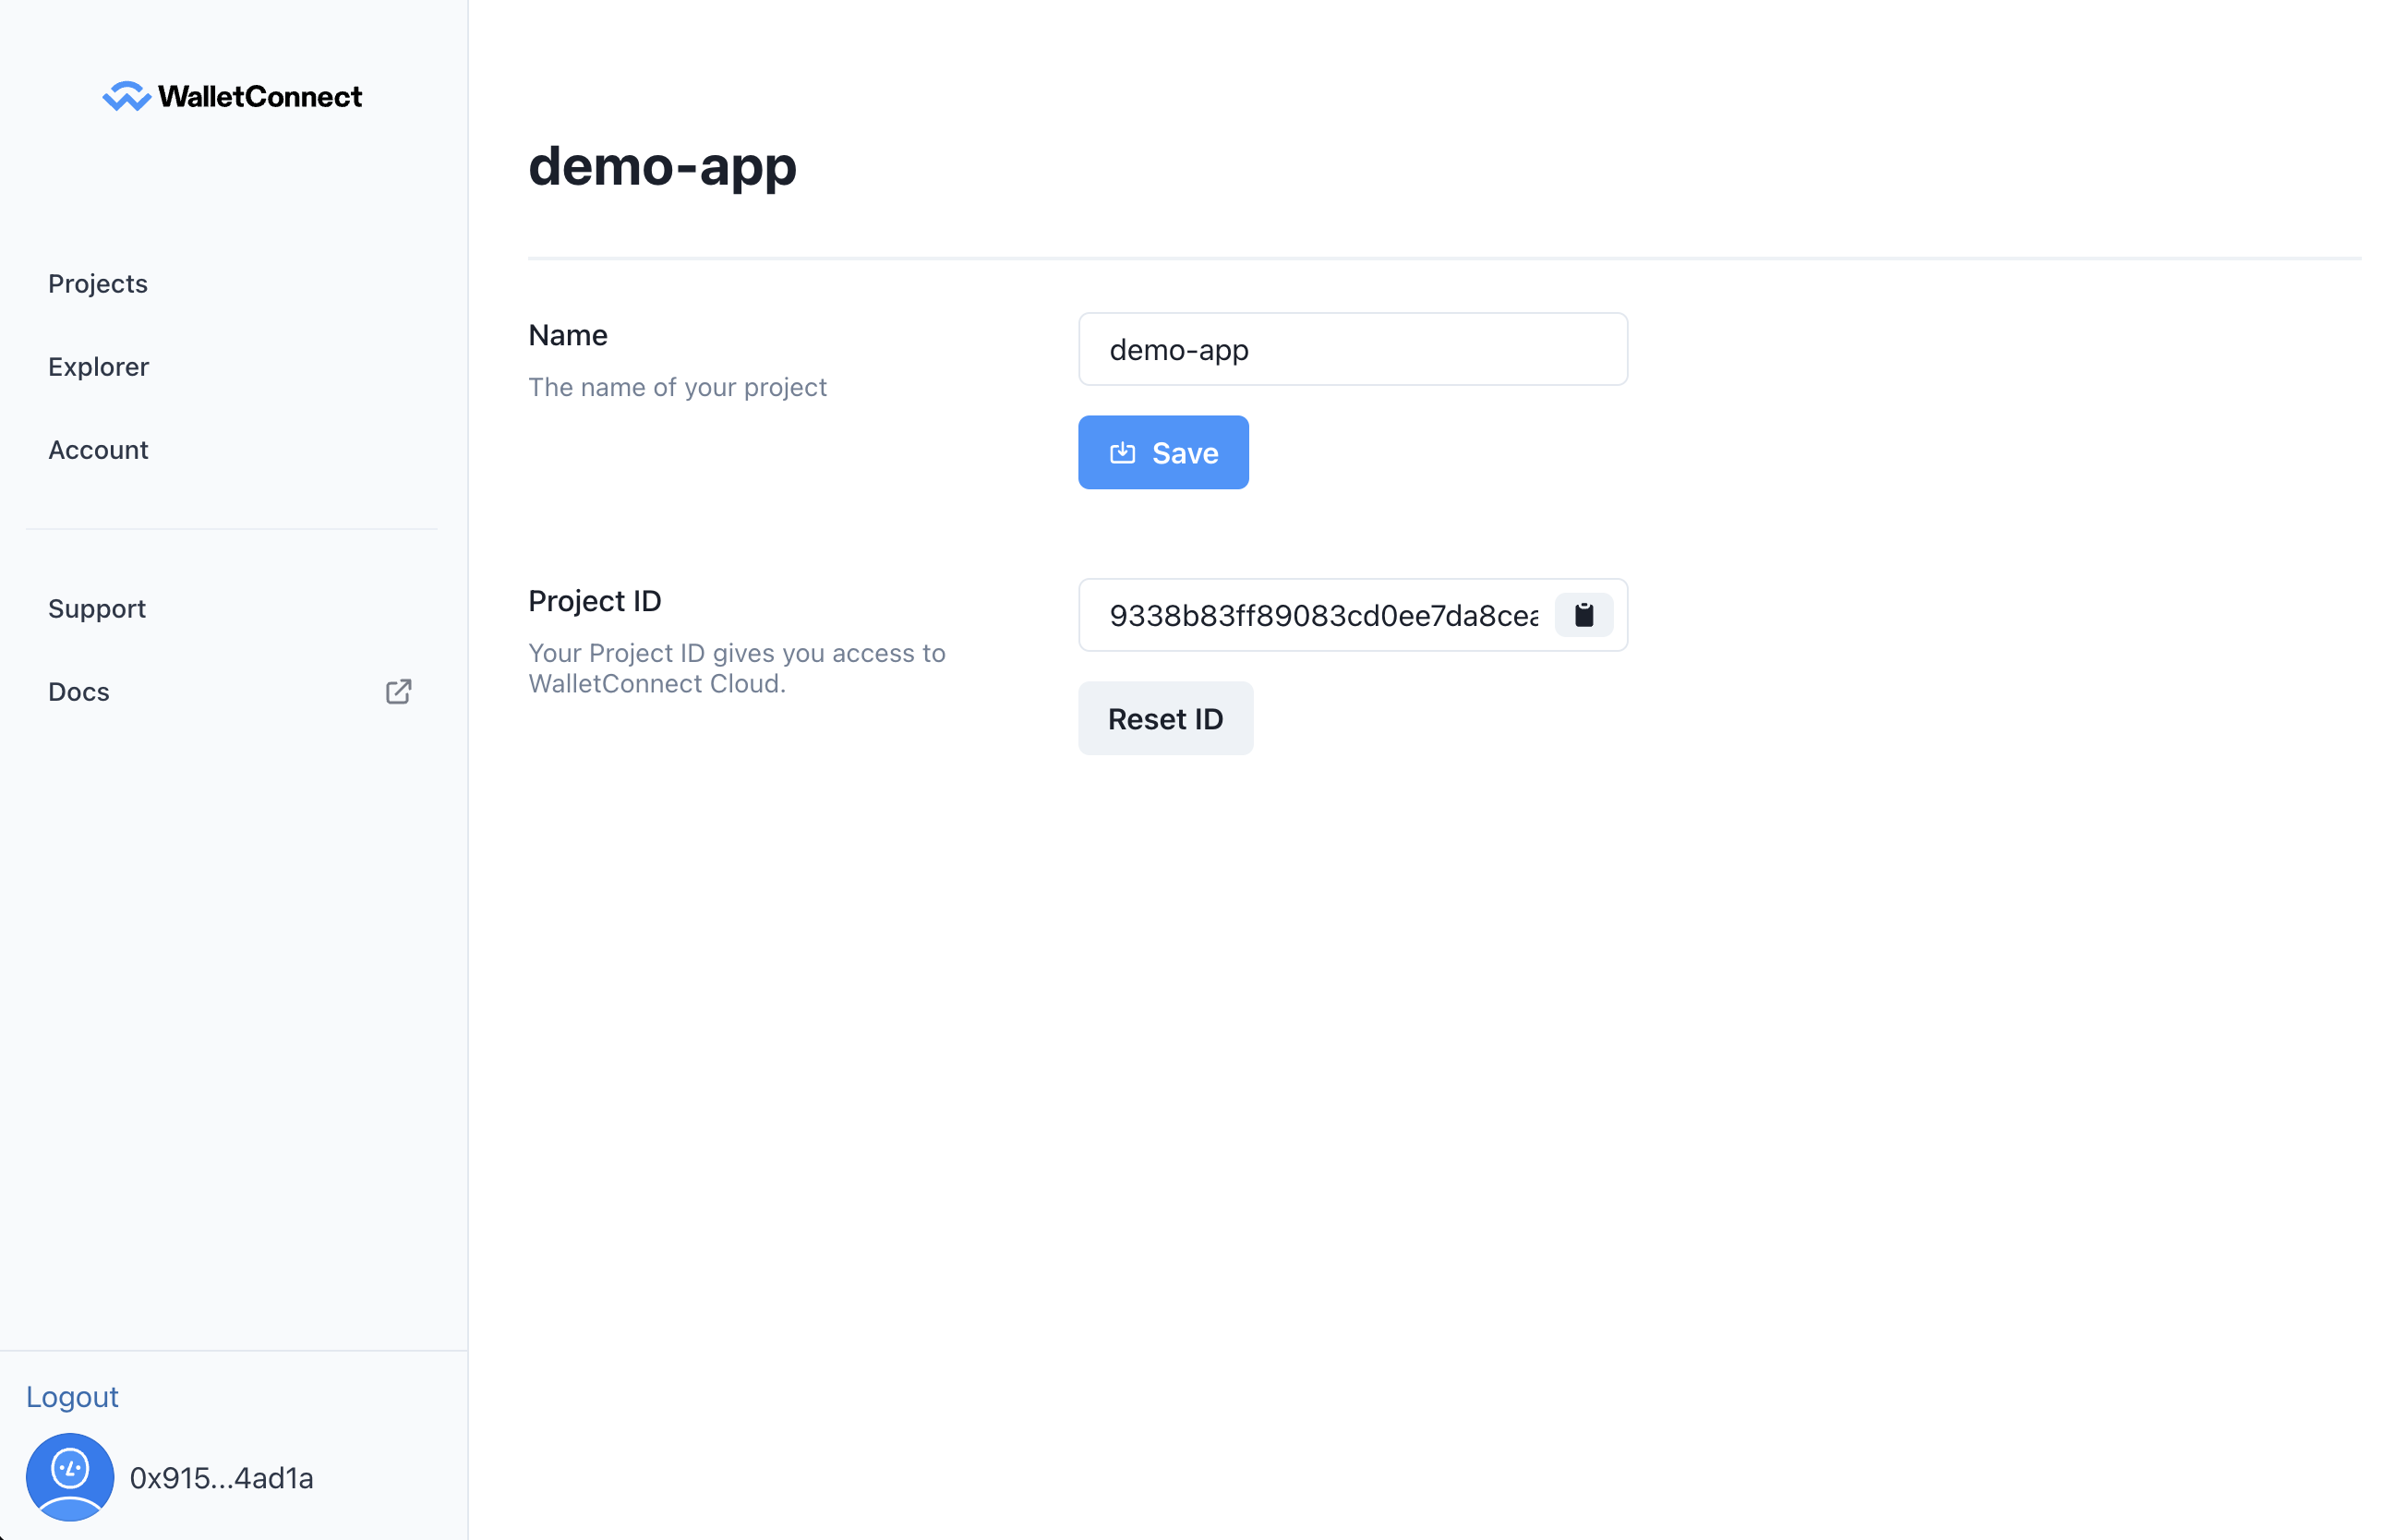 WalletConnect
Projects
Explorer
Account
Support
Docs
Logout
0x915...4ad1a
demo-app
Name
The name of your project
demo-app
Save
Project ID
Your Project ID gives you access to
WalletConnect Cloud.
9338b83ff89083cd0ee7da8cea
Reset ID